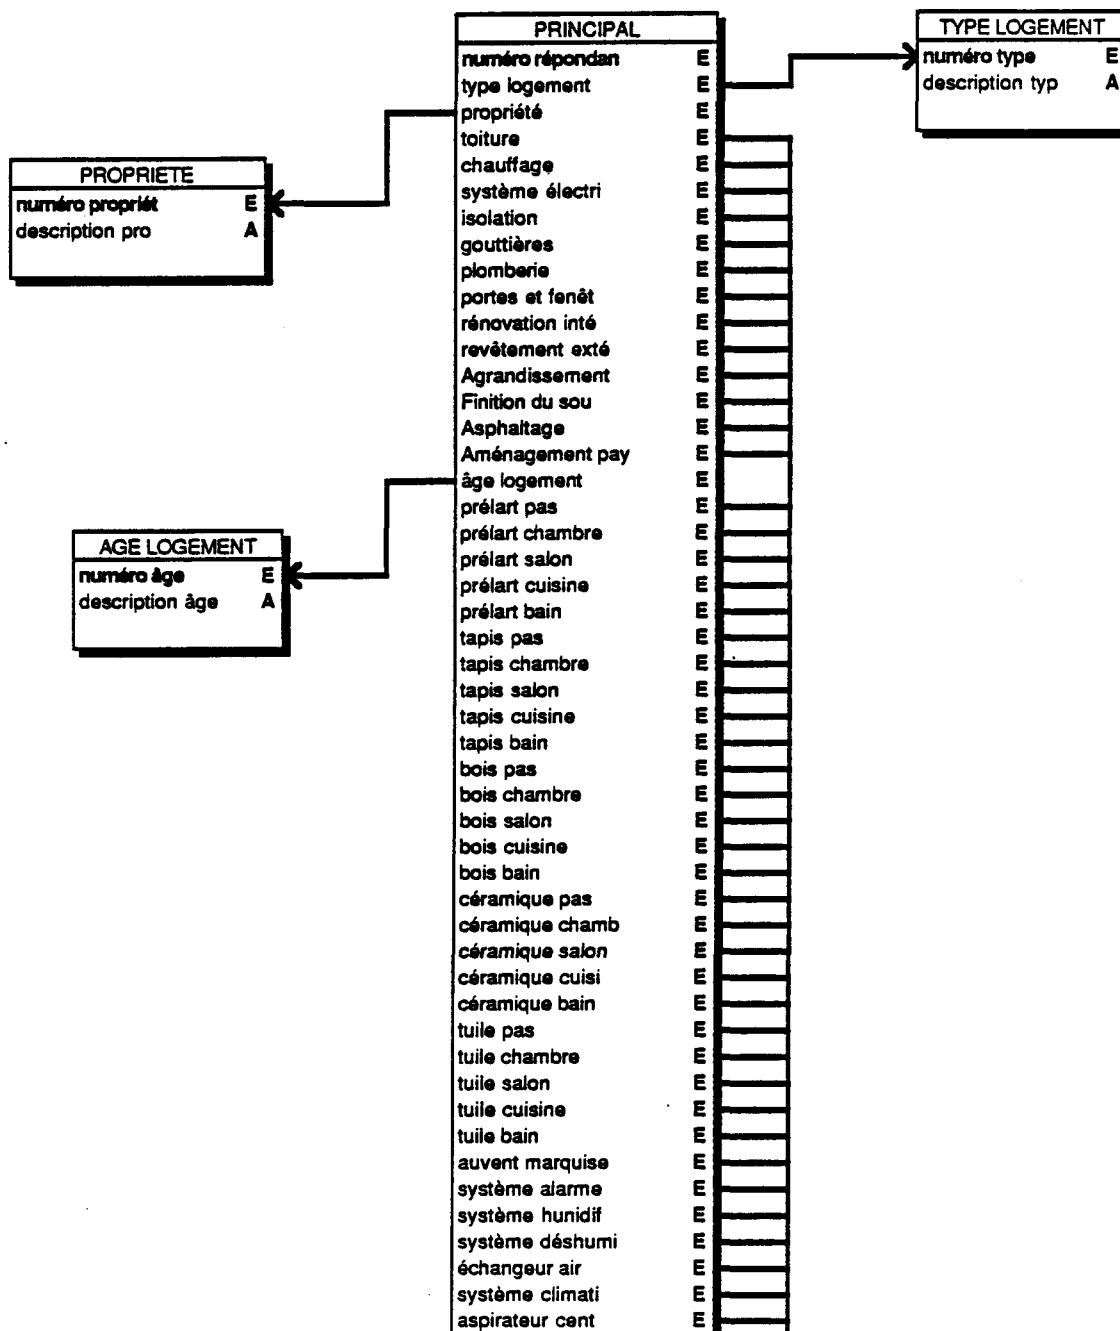 PRINCIPAL
numéro répondan E
type logement E
propriété E
toiture E
chauffage E
système électri E
isolation E
gouttières E
plomberie E
portes et fenêt E
rénovation inté E
revêtement exté E
Agrandissement E
Finition du sou E
Asphaltage E
Aménagement pay E
âge logement E
prélart pas E
prélart chambre E
prélart salon E
prélart cuisine E
prélart bain E
tapis pas E
tapis chambre E
tapis salon E
tapis cuisine E
tapis bain E
bois pas E
bois chambre E
bois salon E
bois cuisine E
bois bain E
céramique pas E
céramique chamb E
céramique salon E
céramique cuisi E
céramique bain E
tuile pas E
tuile chambre E
tuile salon E
tuile cuisine E
tuile bain E
auvent marquise E
système alarme E
système hunidif E
système déshumi E
échangeur air E
système climati E
aspirateur cent E
TYPE LOGEMENT
numéro type E
description typ A
PROPRIETE
numéro propriét E
description pro A
AGE LOGEMENT
numéro âge E
description âge A